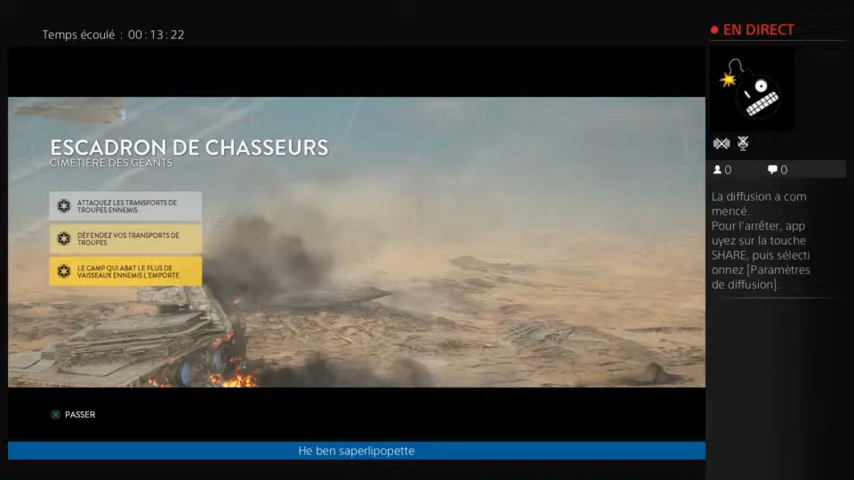 Temps écoulé : 00:13:22
EN DIRECT
ESCADRON DE CHASSEURS
CIMETIÈRE DES GÉANTS
ATTAQUEZ LES TRANSPORTS DE
TROUPES ENNEMIS
DÉFENDEZ VOS TRANSPORTS DE
TROUPES
LE CAMP QUI ABAT LE PLUS DE
VAISSEAUX ENNEMIS L'EMPORTE
PASSER
He ben saperlipopette
0 0
La diffusion a com
mencé.
Pour l'arrêter, app
uyez sur la touche
SHARE, puis sélecti
onnez [Paramètres
de diffusion].